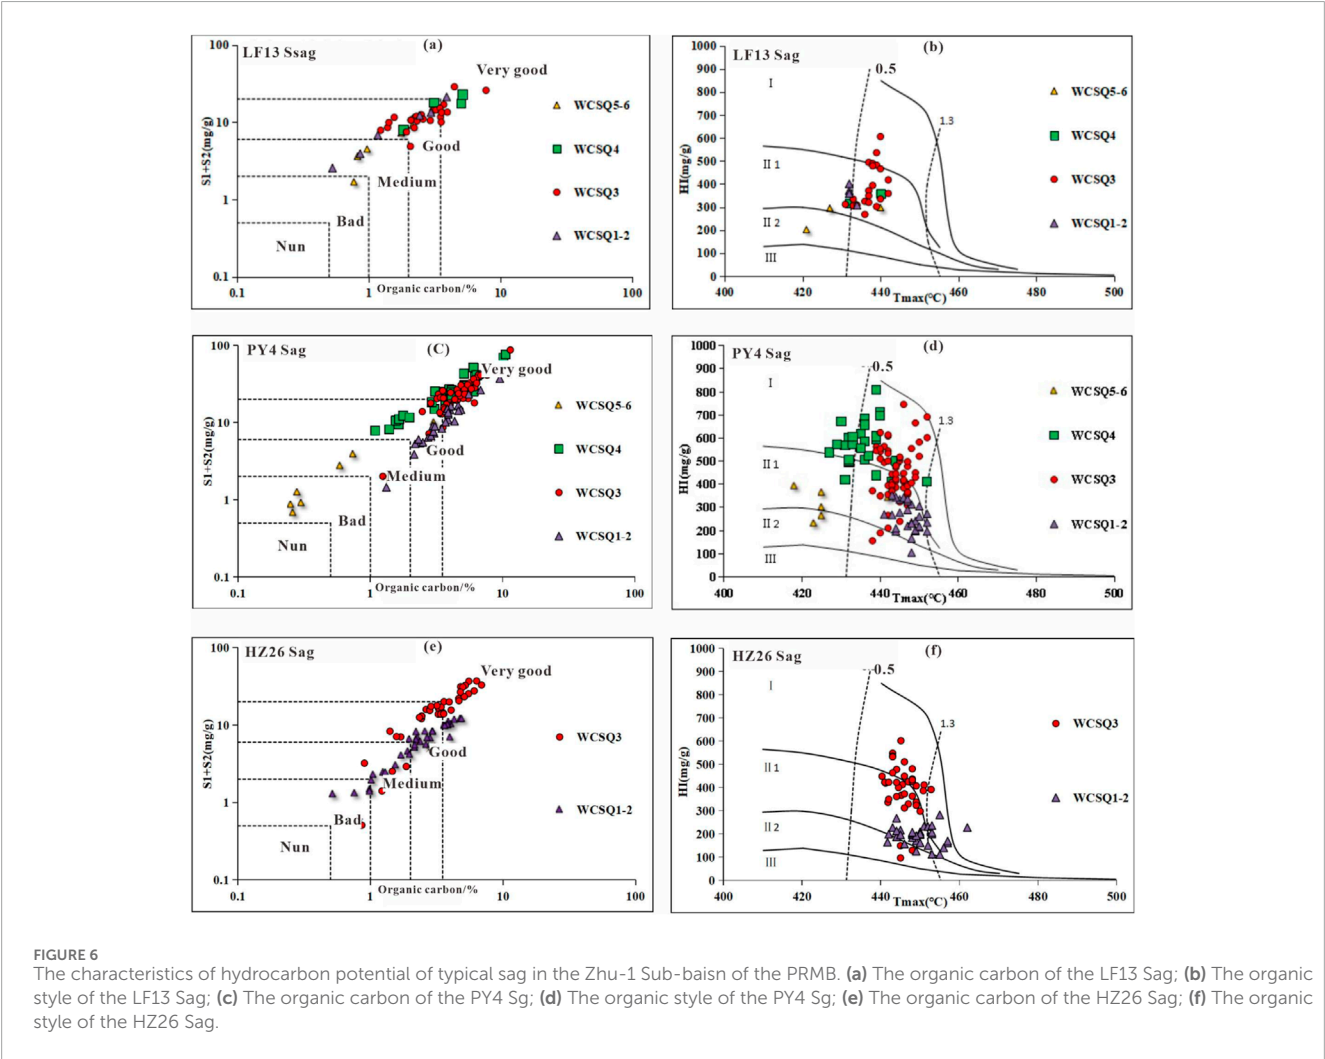 LF13 Ssag
(a)
100
10
1
0.1
S1+S2(mg/g)
Very good
Good
Medium
Bad
Nun
WCSQ5-6
WCSQ4
WCSQ3
WCSQ1-2
0.1
1
10
100
Organic carbon/%
LF13 Sag
(b)
1000
900
800
700
600
500
400
300
200
100
0
HI(mg/g)
I
II 1
II 2
III
0.5
1.3
WCSQ5-6
WCSQ4
WCSQ3
WCSQ1-2
400
420
440
460
480
500
Tmax(°C)
PY4 Sag
(C)
100
10
1
0.1
S1+S2(mg/g)
Very good
Good
Medium
Bad
Nun
WCSQ5-6
WCSQ4
WCSQ3
WCSQ1-2
0.1
1
10
100
Organic carbon/%
PY4 Sag
(d)
1000
900
800
700
600
500
400
300
200
100
0
HI(mg/g)
I
II 1
II 2
III
0.5
1.3
WCSQ5-6
WCSQ4
WCSQ3
WCSQ1-2
400
420
440
460
480
500
Tmax(°C)
HZ26 Sag
(e)
100
10
1
0.1
S1+S2(mg/g)
Very good
Good
Medium
Bad
Nun
WCSQ3
WCSQ1-2
0.1
1
10
100
Organic carbon/%
HZ26 Sag
(f)
1000
900
800
700
600
500
400
300
200
100
0
HI(mg/g)
I
II 1
II 2
III
0.5
1.3
WCSQ3
WCSQ1-2
400
420
440
460
480
500
Tmax(°C)
FIGURE 6
The characteristics of hydrocarbon potential of typical sag in the Zhu-1 Sub-baisn of the PRMB. (a) The organic carbon of the LF13 Sag; (b) The organic
style of the LF13 Sag; (c) The organic carbon of the PY4 Sg; (d) The organic style of the PY4 Sg; (e) The organic carbon of the HZ26 Sag; (f) The organic
style of the HZ26 Sag.